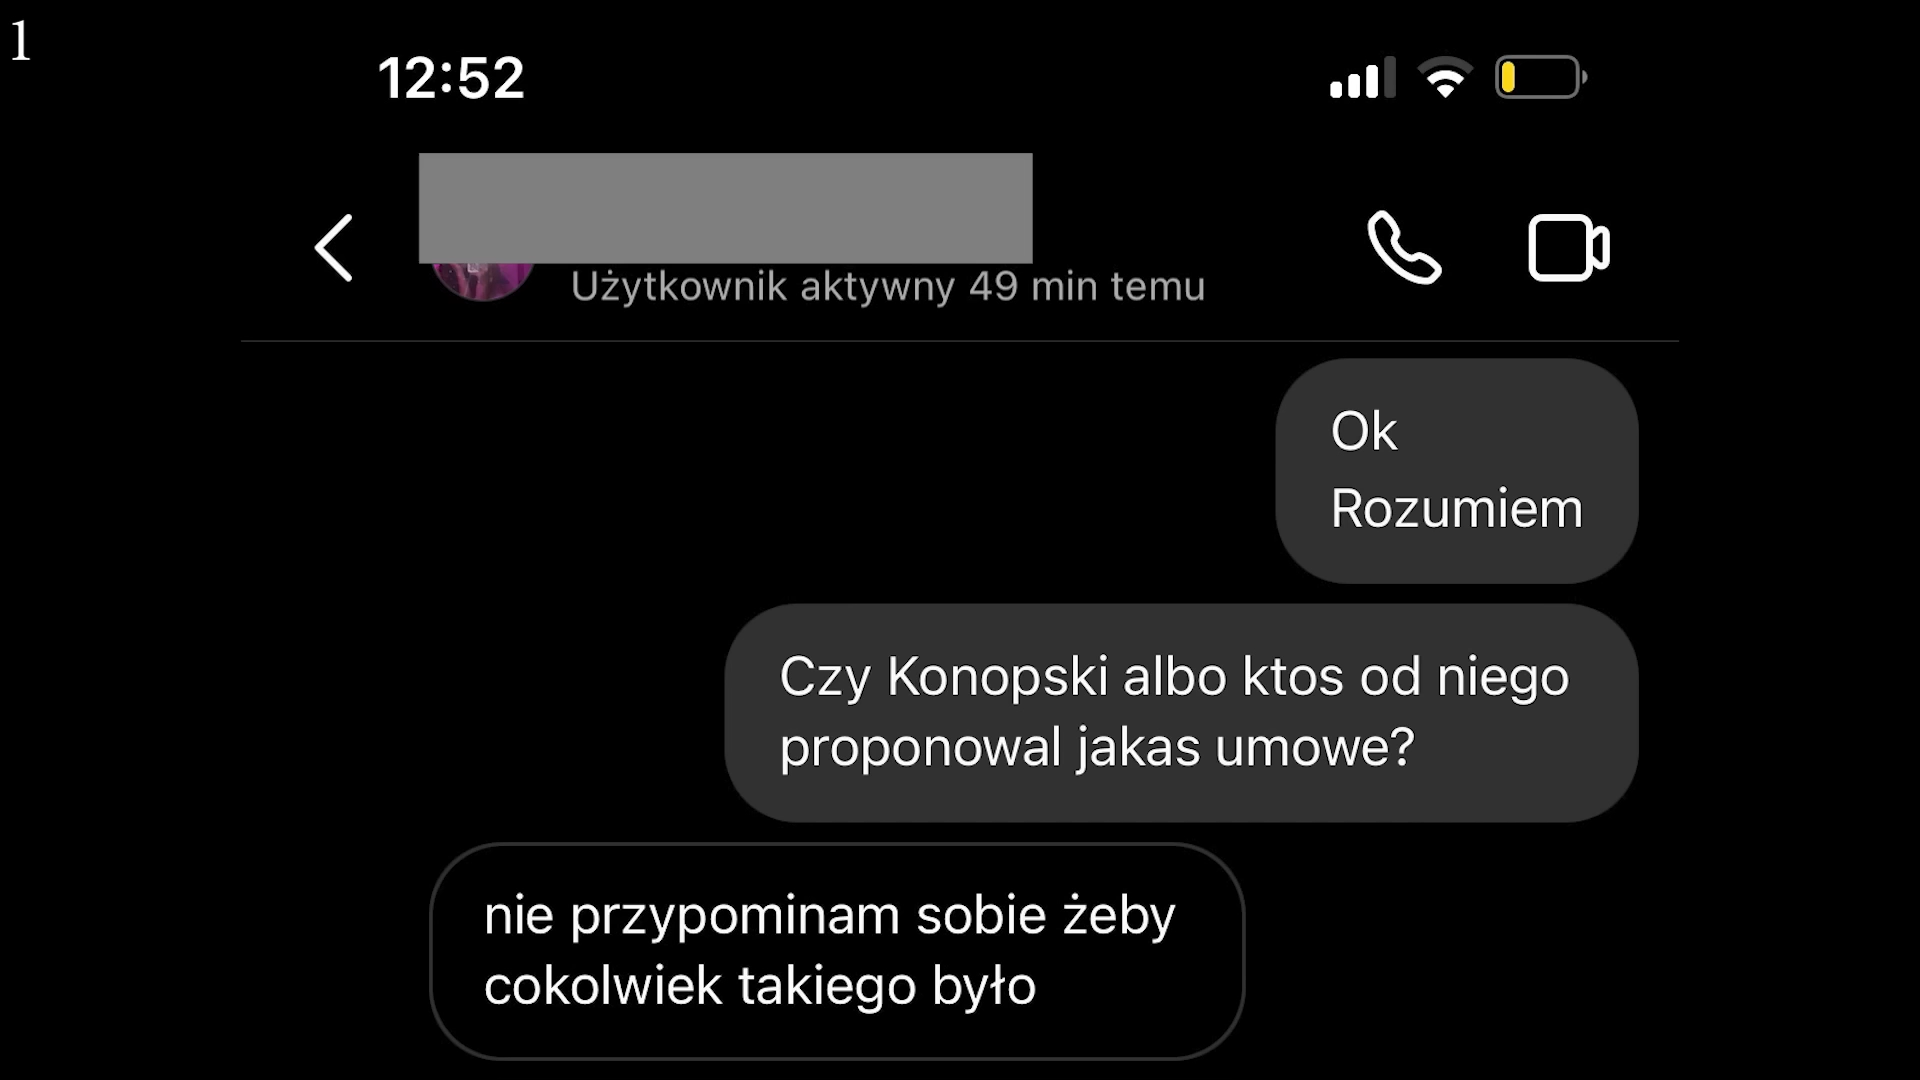 1
12:52
Użytkownik aktywny 49 min temu
Ok
Rozumiem
Czy Konopski albo ktos od niego
proponowal jakas umowe?
nie przypominam sobie żeby
cokolwiek takiego było